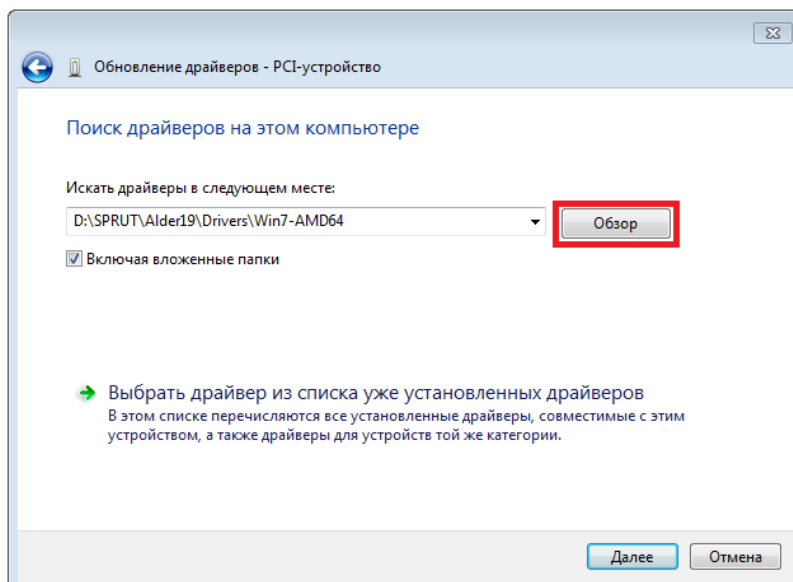 Обновление драйверов - PCI-устройство
Поиск драйверов на этом компьютере
Искать драйверы в следующем месте:
D:\SPRUT\Alder19\Drivers\Win7-AMD64
Обзор
Включая вложенные папки
Выбрать драйвер из списка уже установленных драйверов
В этом списке перечисляются все установленные драйверы, совместимые с этим
устройством, а также драйверы для устройств той же категории.
Далее
Отмена